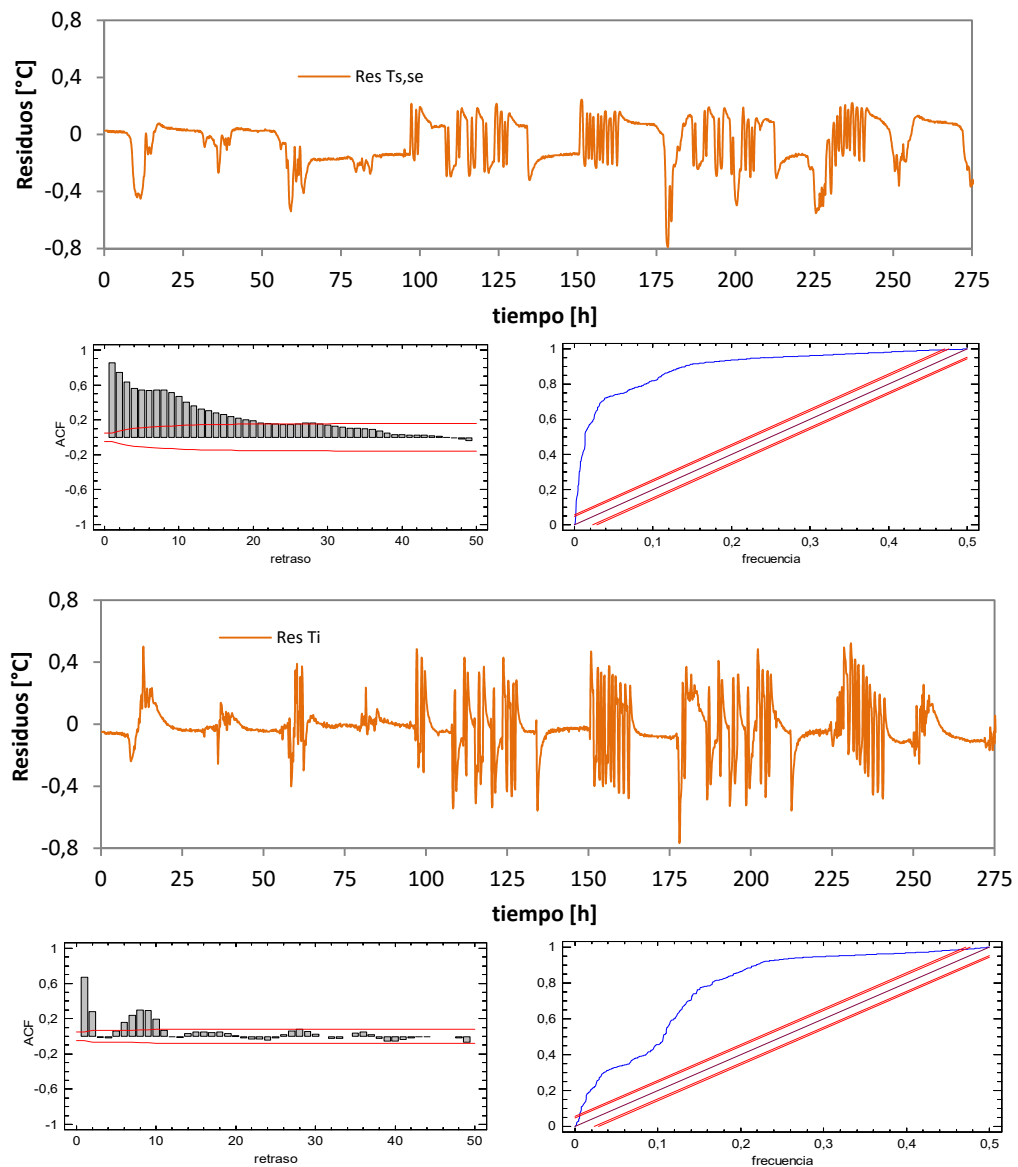 Residuos [°C]
0,8
0,4
0
-0,4
-0,8
Res Ts,se
0 25 50 75 100 125 150 175 200 225 250 275
tiempo [h]
ACF
1
0,6
0,2
-0,2
-0,6
-1
0 10 20 30 40 50
retraso
1
0,8
0,6
0,4
0,2
0
0 0,1 0,2 0,3 0,4 0,5
frecuencia
Residuos [°C]
0,8
0,4
0
-0,4
-0,8
Res Ti
0 25 50 75 100 125 150 175 200 225 250 275
tiempo [h]
ACF
1
0,6
0,2
-0,2
-0,6
-1
0 10 20 30 40 50
retraso
1
0,8
0,6
0,4
0,2
0
0 0,1 0,2 0,3 0,4 0,5
frecuencia